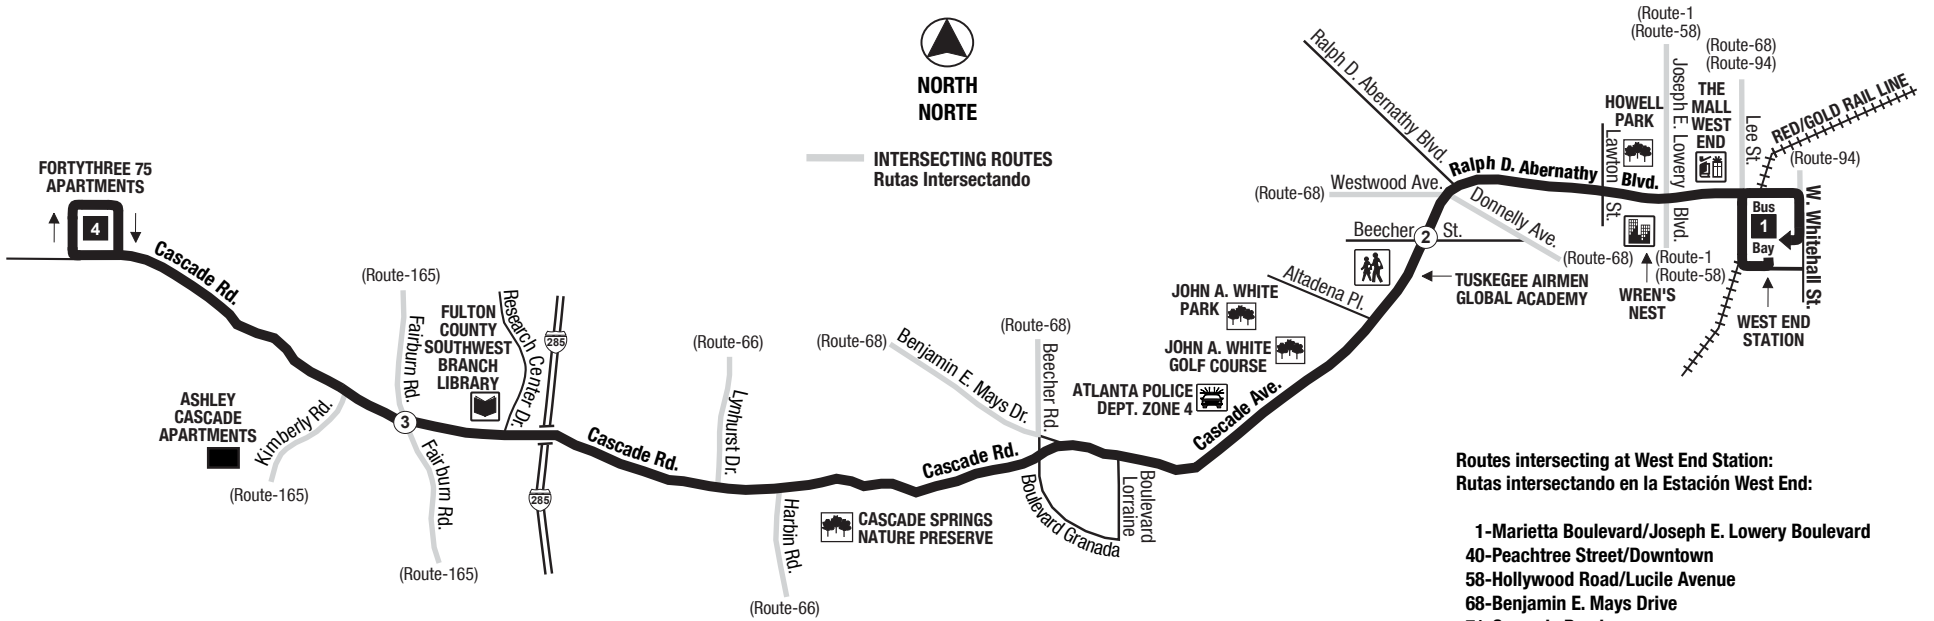 NORTH
NORTE
INTERSECTING ROUTES
Rutas Intersectando
FORTYTHREE 75
APARTMENTS
4
Cascade Rd.
(Route-165)
Fairburn Rd.
FULTON
COUNTY
SOUTHWEST
BRANCH
LIBRARY
Research Center Dr.
285
ASHLEY
CASCADE
APARTMENTS
Kimberly Rd.
(Route-165)
3
Fairburn Rd.
(Route-165)
285
Cascade Rd.
(Route-66)
Lynhurst Dr.
Harbin Rd.
(Route-66)
CASCADE SPRINGS
NATURE PRESERVE
(Route-68)
Benjamin E. Mays Dr.
(Route-68)
Beecher Rd.
Cascade Rd.
Boulevard Granada
Boulevard
Lorraine
ATLANTA POLICE
DEPT. ZONE 4
JOHN A. WHITE
PARK
JOHN A. WHITE
GOLF COURSE
Cascade Ave.
Altadena Pl.
Beecher St.
2
TUSKEGEE AIRMEN
GLOBAL ACADEMY
(Route-68)
Westwood Ave.
Ralph D. Abernathy Blvd.
Donnelly Ave.
(Route-68)
Ralph D. Abernathy Blvd.
HOWELL
PARK
Lawton St.
WREN'S
NEST
(Route-1
(Route-58)
Joseph E. Lowery Blvd.
(Route-1
(Route-58)
THE
MALL
WEST
END
(Route-68)
(Route-94)
Lee St.
RED/GOLD RAIL LINE
(Route-94)
W. Whitehall St.
Bus
1
Bay
WEST END
STATION
Routes intersecting at West End Station:
Rutas intersectando en la Estación West End:
1-Marietta Boulevard/Joseph E. Lowery Boulevard
40-Peachtree Street/Downtown
58-Hollywood Road/Lucile Avenue
68-Benjamin E. Mays Drive